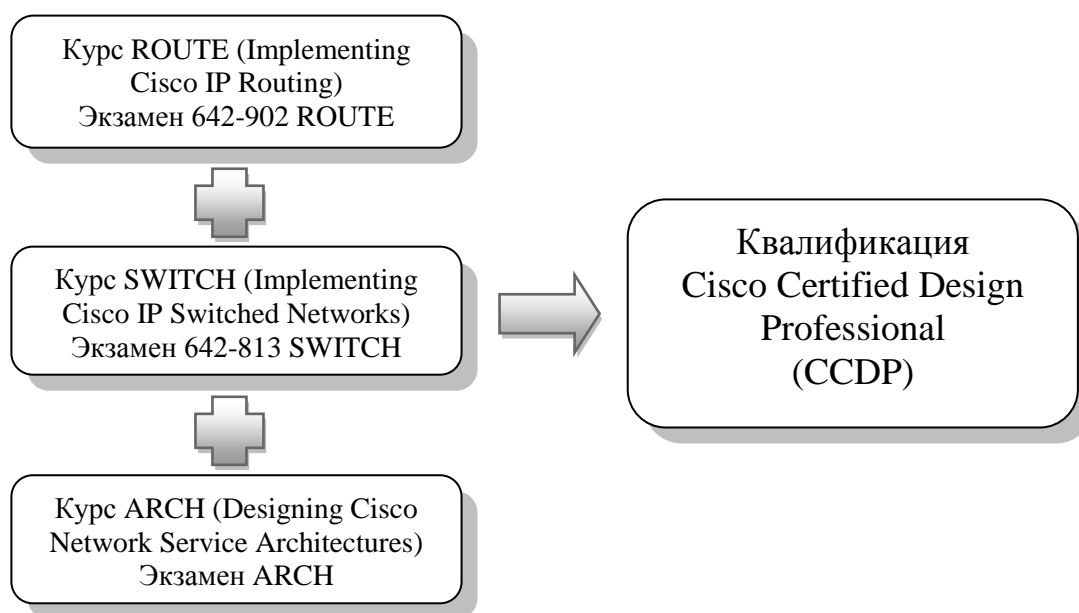 Курс ROUTE (Implementing
Cisco IP Routing)
Экзамен 642-902 ROUTE
Курс SWITCH (Implementing
Cisco IP Switched Networks)
Экзамен 642-813 SWITCH
Курс ARCH (Designing Cisco
Network Service Architectures)
Экзамен ARCH
Квалификация
Cisco Certified Design
Professional
(CCDP)